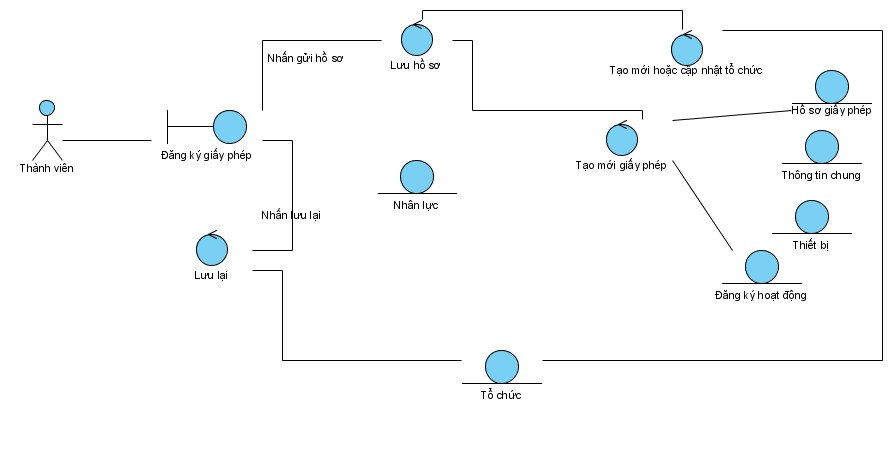 Nhấn gửi hồ sơ
Lưu hồ sơ
Tạo mới hoặc cập nhật tổ chức
Hồ sơ giấy phép
Thành viên
Đăng ký giấy phép
Tạo mới giấy phép
Thông tin chung
Nhân lực
Nhấn lưu lại
Thiết bị
Lưu lại
Đăng ký hoạt động
Tổ chức